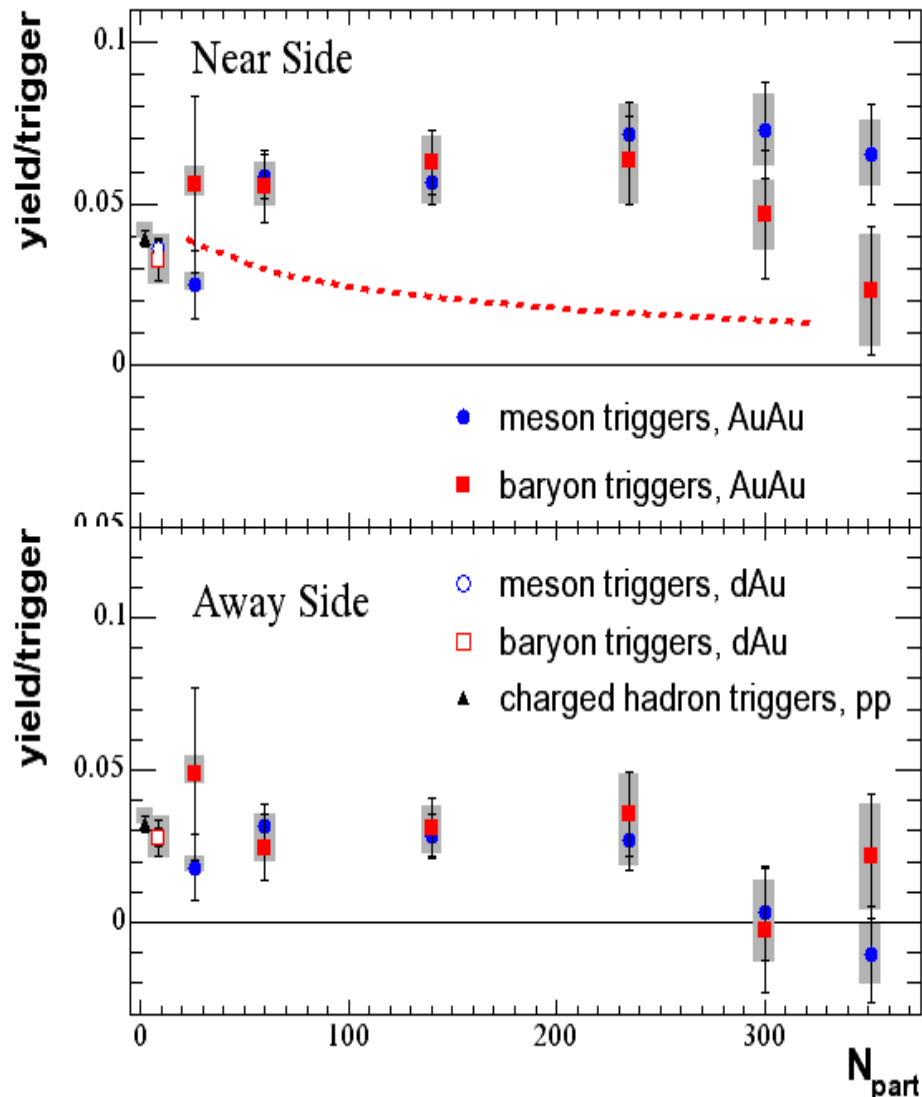 0.1
Near Side
yield/trigger
0.05
0
meson triggers, AuAu
baryon triggers, AuAu
0.05
0.1
meson triggers, dAu
Away Side
baryon triggers, dAu
yield/trigger
charged hadron triggers, pp
0.05
0
0
100
200
300
N
part